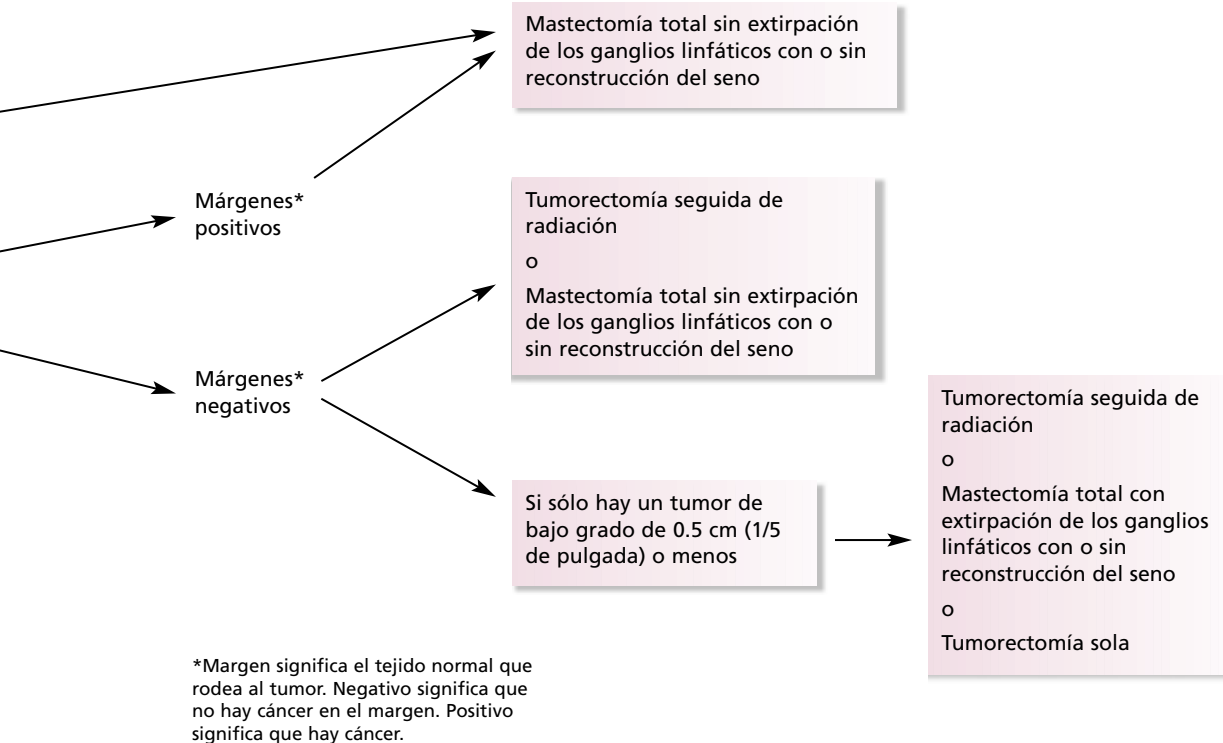 Mastectomía total sin extirpación
de los ganglios linfáticos con o sin
reconstrucción del seno
Márgenes*
positivos
Tumorectomía seguida de
radiación
o
Mastectomía total sin extirpación
de los ganglios linfáticos con o
sin reconstrucción del seno
Márgenes*
negativos
Si sólo hay un tumor de
bajo grado de 0.5 cm (1/5
de pulgada) o menos
Tumorectomía seguida de
radiación
o
Mastectomía total con
extirpación de los ganglios
linfáticos con o sin
reconstrucción del seno
o
Tumorectomía sola
*Margen significa el tejido normal que
rodea al tumor. Negativo significa que
no hay cáncer en el margen. Positivo
significa que hay cáncer.